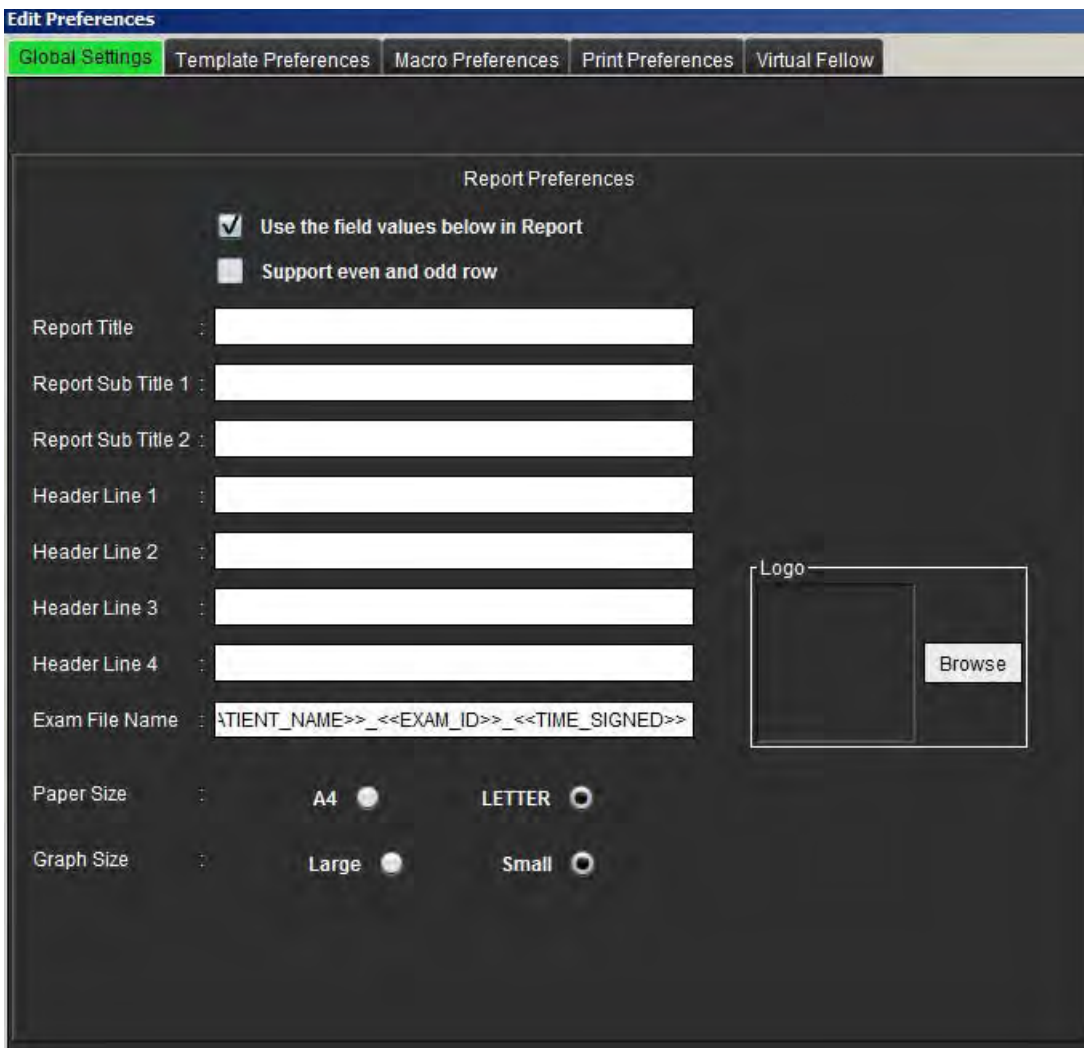 Edit Preferences
Global Settings Template Preferences Macro Preferences Print Preferences Virtual Fellow
Report Preferences
Use the field values below in Report
Support even and odd row
Report Title :
Report Sub Title 1 :
Report Sub Title 2 :
Header Line 1 :
Header Line 2 :
Header Line 3 :
Header Line 4 :
Logo
Browse
Exam File Name : ATIENT_NAME>>_<<EXAM_ID>>_<<TIME_SIGNED>>
Paper Size : A4 LETTER
Graph Size : Large Small